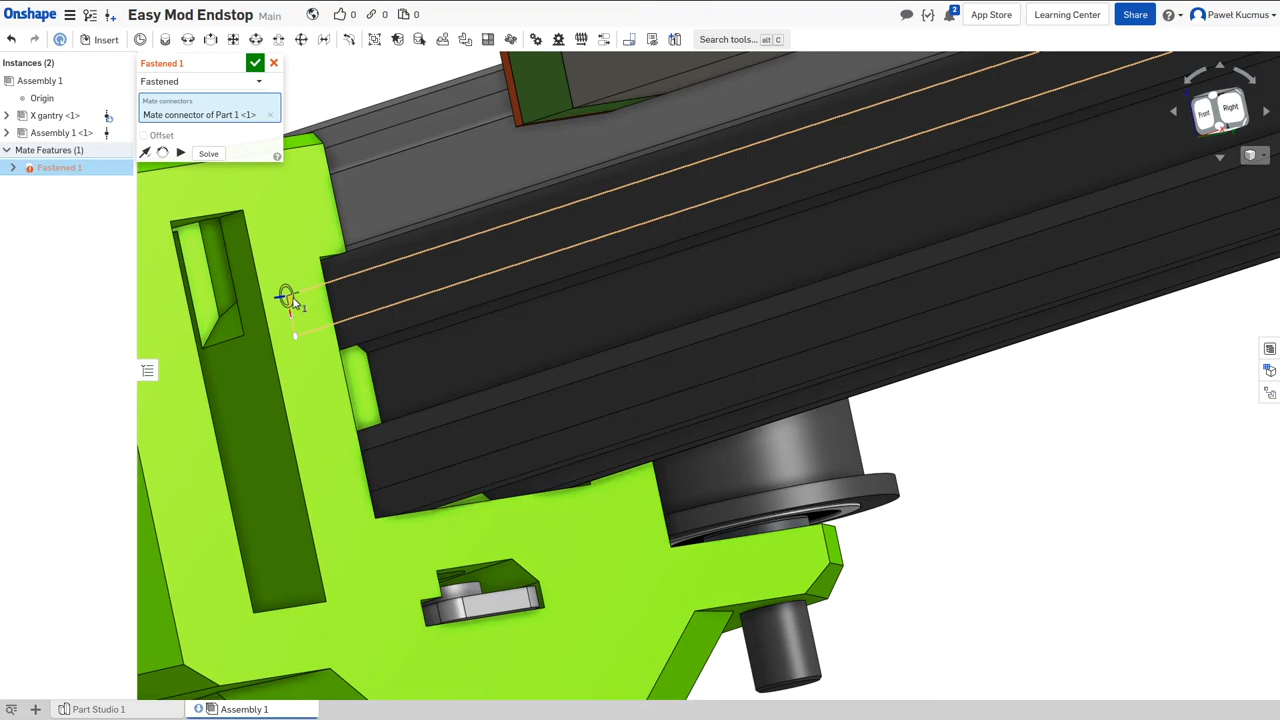 Onshape Easy Mod Endstop Main 0 0 0 2 App Store Learning Center Share Paweł Kucmus
Insert Search tools... alt C
Instances (2)
Assembly 1
Origin
X gantry <1>
Assembly 1 <1>
Mate Features (1)
Fastened 1
Fastened 1
Fastened
Mate connectors
Mate connector of Part 1 <1>
Offset
Solve
1
Front Right
Part Studio 1 Assembly 1